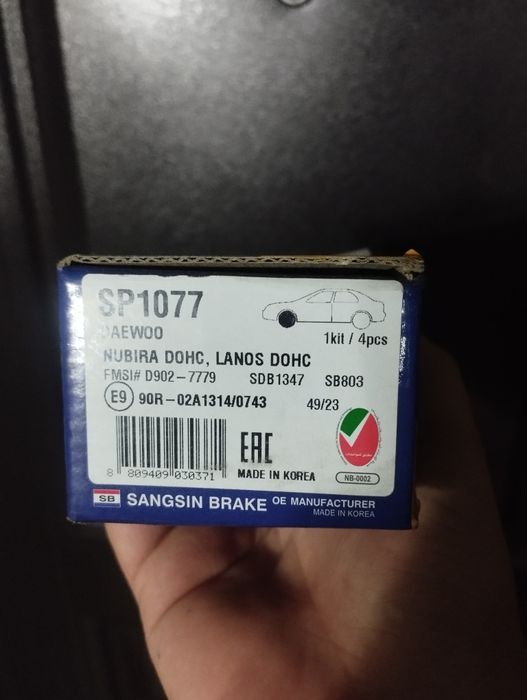 SP1077
DAEWOO
1kit / 4pcs
NUBIRA DOHC, LANOS DOHC
FMSI# D902-7779 SDB1347 SB803
E9 90R-02A1314/0743 49/23
8 809409 030371
EAC
MADE IN KOREA
NB-0002
SB SANGSIN BRAKE OE MANUFACTURER
MADE IN KOREA